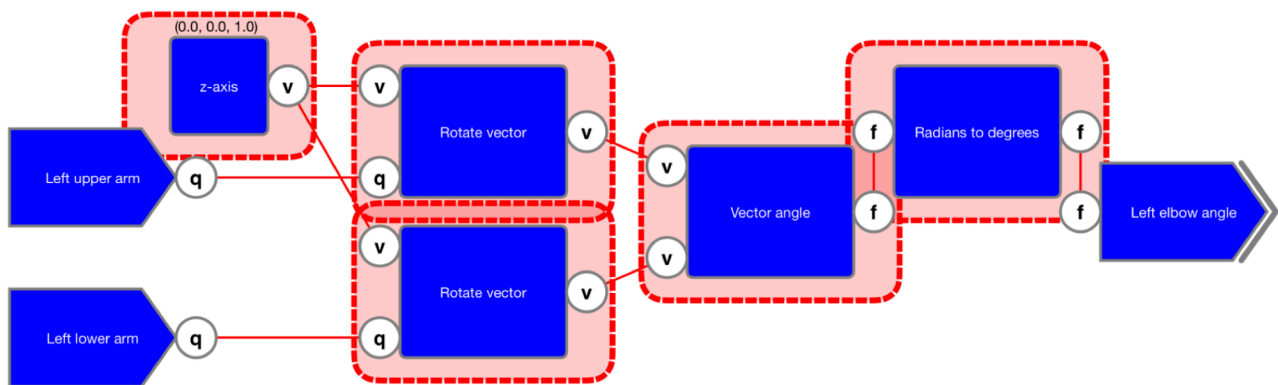 (0.0, 0.0, 1.0)
z-axis
v
v
Rotate vector
v
q
Left upper arm
q
v
Rotate vector
v
q
Left lower arm
q
v
Vector angle
v
f
f
Radians to degrees
f
f
Left elbow angle